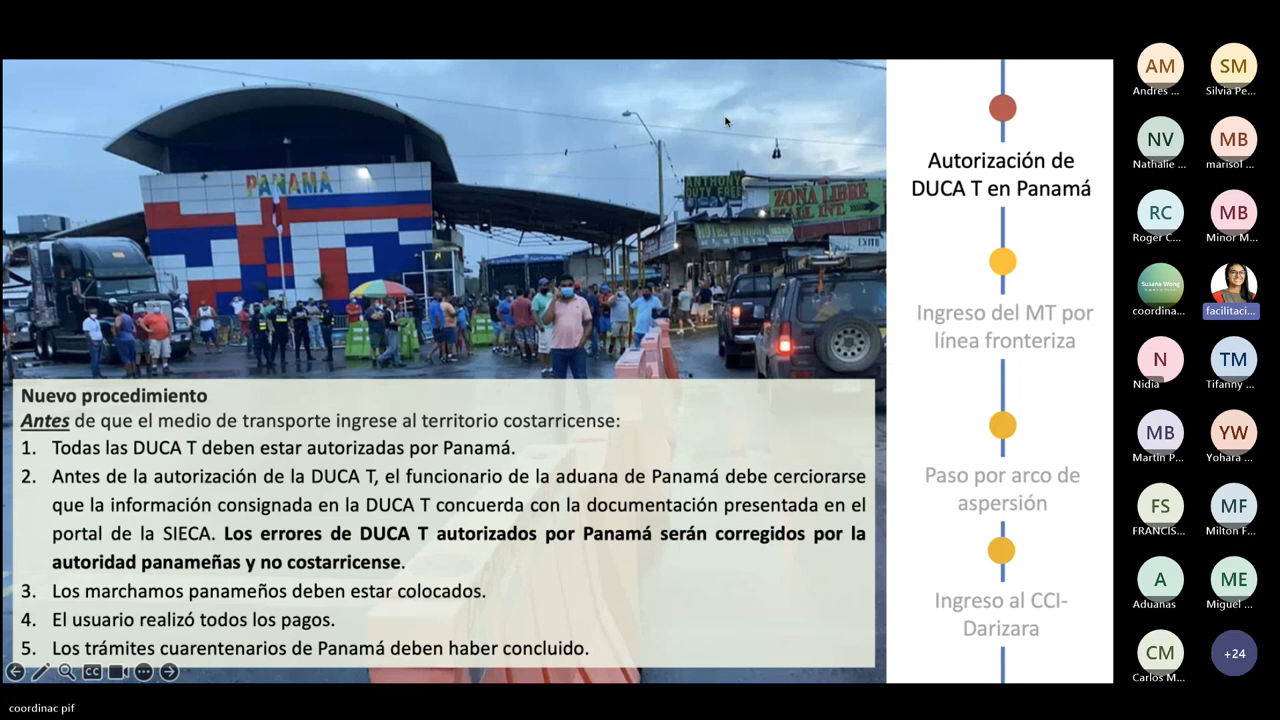 PANAMÁ
ANTHONY
DUTY FREE
ZONA LIBRE
MALL INT.
EXITO
Autorización de
DUCA T en Panamá
Ingreso del MT por
línea fronteriza
Paso por arco de
aspersión
Ingreso al CCI-
Darizara
Nuevo procedimiento
Antes de que el medio de transporte ingrese al territorio costarricense:
1. Todas las DUCA T deben estar autorizadas por Panamá.
2. Antes de la autorización de la DUCA T, el funcionario de la aduana de Panamá debe cerciorarse
que la información consignada en la DUCA T concuerda con la documentación presentada en el
portal de la SIECA. Los errores de DUCA T autorizados por Panamá serán corregidos por la
autoridad panameñas y no costarricense.
3. Los marchamos panameños deben estar colocados.
4. El usuario realizó todos los pagos.
5. Los trámites cuarentenarios de Panamá deben haber concluido.
CC
AM
Andres ...
SM
Silvia Pe...
NV
Nathalie ...
MB
marisol ...
RC
Roger C...
MB
Minor M...
Susana Wong
coordina...
facilitaci...
N
Nidia
TM
Tifanny ...
MB
Martin P...
YW
Yohara ...
FS
FRANCIS...
MF
Milton F...
A
Aduanas
ME
Miguel ...
CM
Carlos M...
+24
coordinac pif